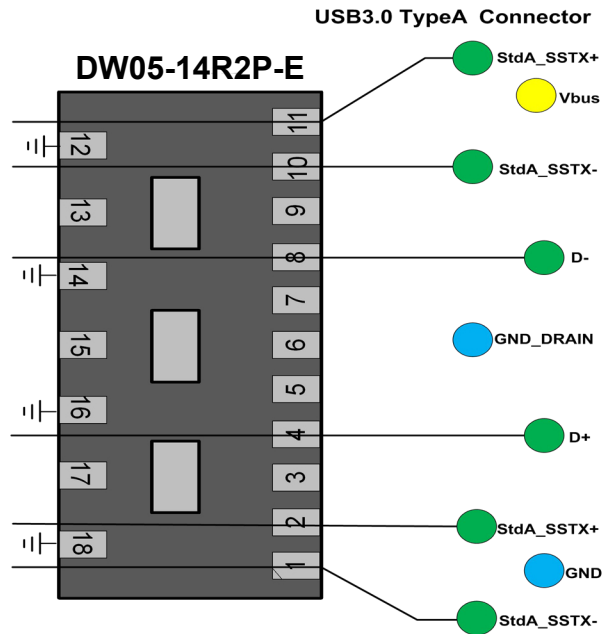 USB3.0 TypeA Connector
DW05-14R2P-E
StdA_SSTX+
Vbus
11
12
10
StdA_SSTX-
13
9
8
D-
14
7
15
6
GND_DRAIN
5
16
4
D+
17
3
2
StdA_SSTX+
18
1
GND
StdA_SSTX-